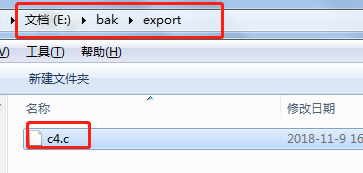 文档 (E:) bak export
V) 工具(T) 帮助(H)
新建文件夹
名称 修改日期
c4.c 2018-11-9 16